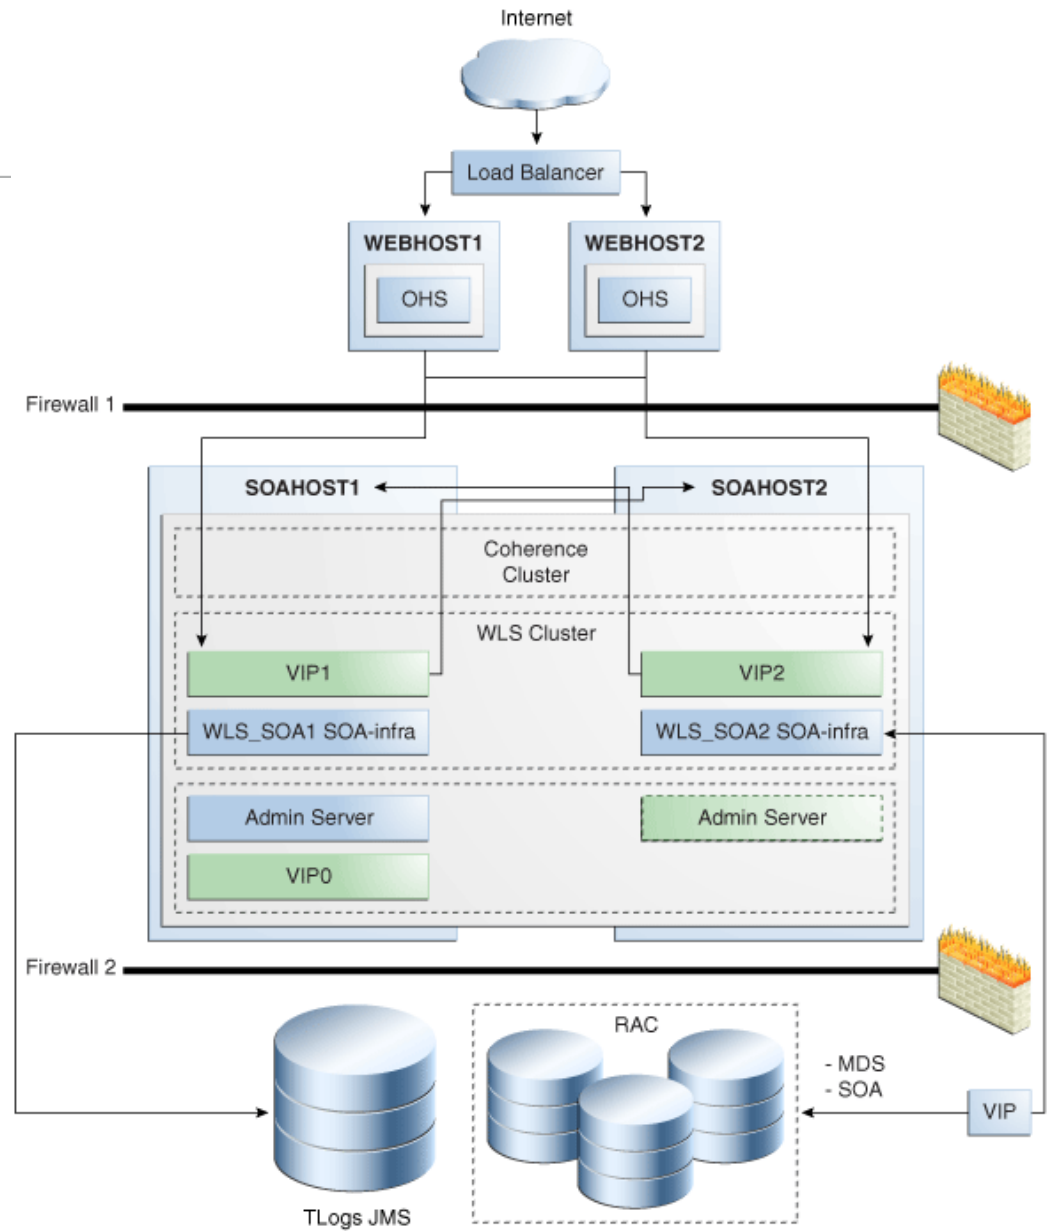 Internet
Load Balancer
WEBHOST1
WEBHOST2
OHS
OHS
Firewall 1
SOAHOST1
SOAHOST2
Coherence
Cluster
WLS Cluster
VIP1
VIP2
WLS_SOA1 SOA-infra
WLS_SOA2 SOA-infra
Admin Server
Admin Server
VIP0
Firewall 2
RAC
- MDS
- SOA
VIP
TLogs JMS